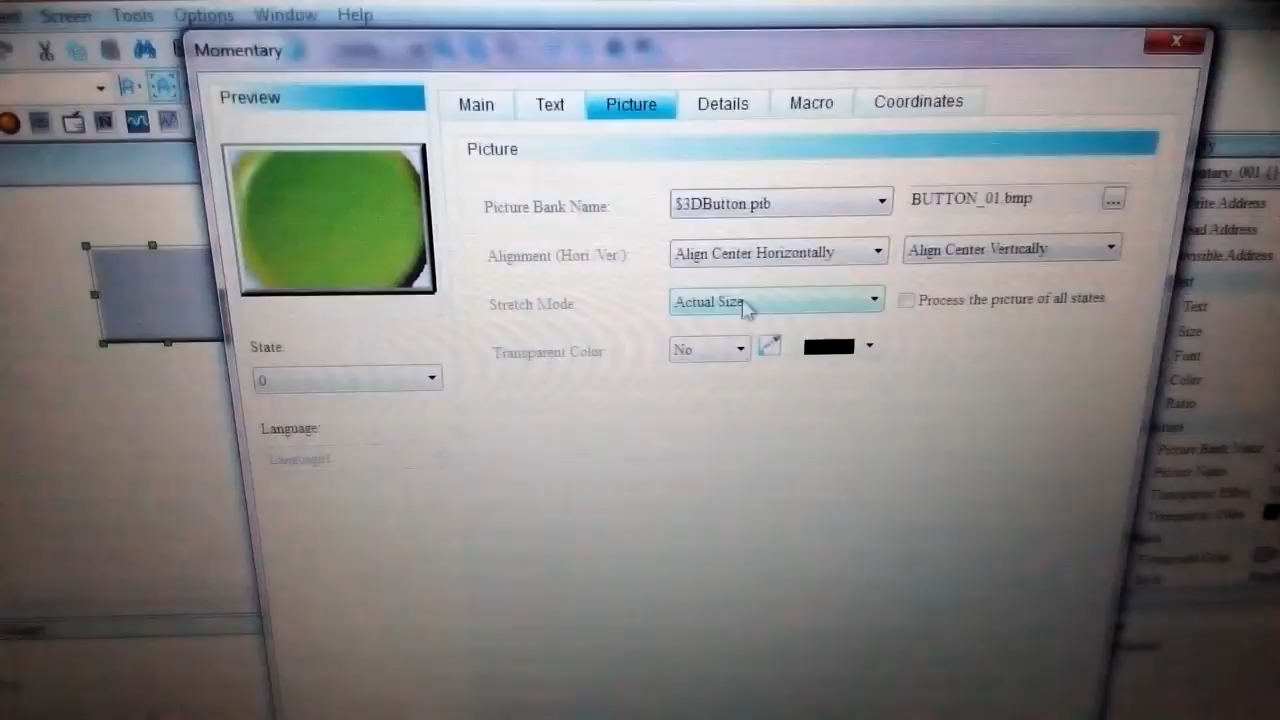 Screen Tools Options Window Help
Momentary
Preview
Main Text Picture Details Macro Coordinates
Picture
Picture Bank Name: $3DButton.pib BUTTON_01.bmp ...
Alignment (Hori./Ver.) Align Center Horizontally Align Center Vertically
Stretch Mode: Actual Size Process the picture of all states
Transparent Color No
State:
0
Language:
Language1
Address
Address
Address
Text
Size
Font
Color
Ratio
Picture Bank Name
Picture Name
Transparent Effect
Transparent Color
Foreground Color